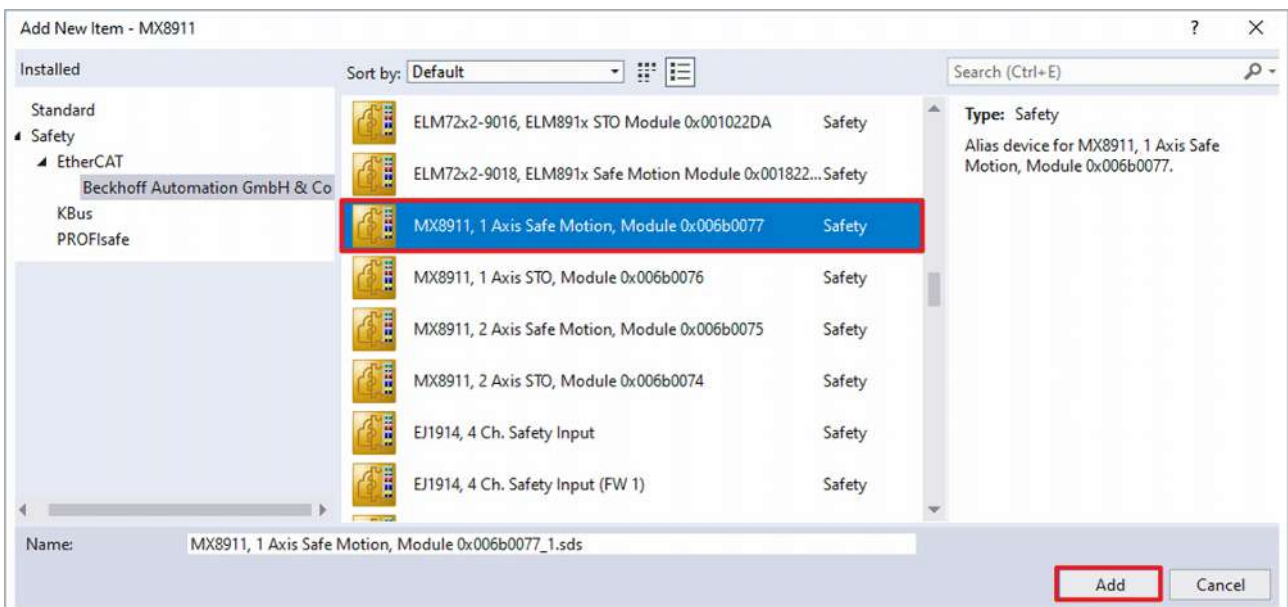 Add New Item - MX8911
?
Installed
Sort by: Default
Search (Ctrl+E)
Standard
Safety
EtherCAT
Beckhoff Automation GmbH & Co
KBus
PROFIsafe
ELM72x2-9016, ELM891x STO Module 0x001022DA Safety
ELM72x2-9018, ELM891x Safe Motion Module 0x001822... Safety
MX8911, 1 Axis Safe Motion, Module 0x006b0077 Safety
MX8911, 1 Axis STO, Module 0x006b0076 Safety
MX8911, 2 Axis Safe Motion, Module 0x006b0075 Safety
MX8911, 2 Axis STO, Module 0x006b0074 Safety
EJ1914, 4 Ch. Safety Input Safety
EJ1914, 4 Ch. Safety Input (FW 1) Safety
Type: Safety
Alias device for MX8911, 1 Axis Safe
Motion, Module 0x006b0077.
Name: MX8911, 1 Axis Safe Motion, Module 0x006b0077_1.sds
Add Cancel